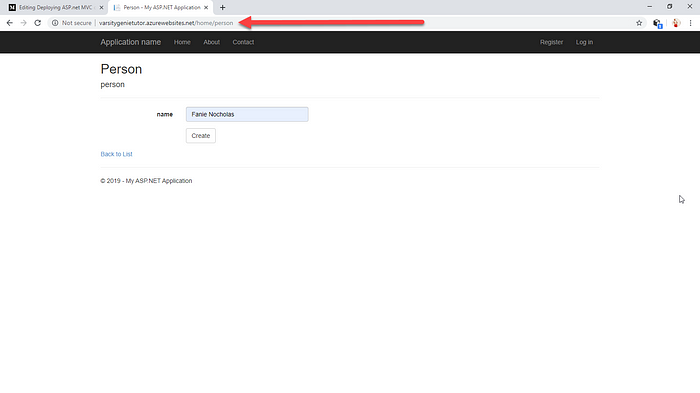 Editing Deploying ASP.net MVC -
Person - My ASP.NET Application
Not secure | varsitygenietutor.azurewebsites.net/home/person
Application name Home About Contact Register Log in
Person
person
name Fanie Nocholas
Create
Back to List
© 2019 - My ASP.NET Application